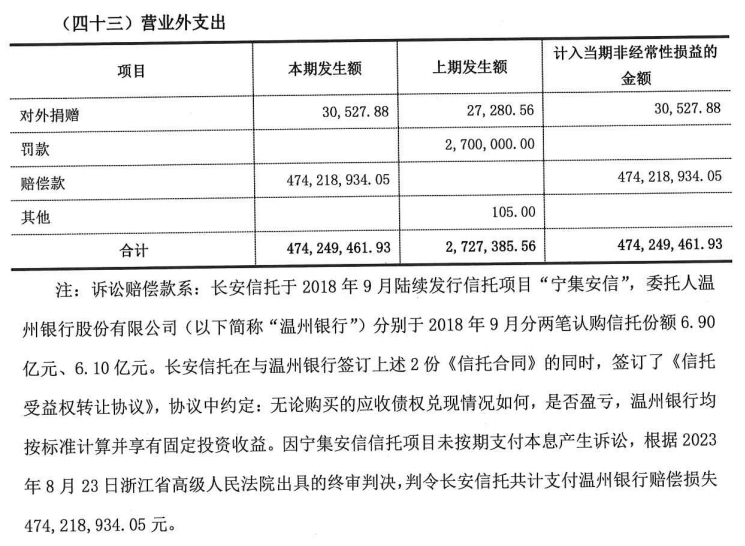 （四十三）营业外支出
项目 本期发生额 上期发生额 计入当期非经常性损益的
金额
对外捐赠 30,527.88 27,280.56 30,527.88
罚款 2,700,000.00
赔偿款 474,218,934.05 474,218,934.05
其他 105.00
合计 474,249,461.93 2,727,385.56 474,249,461.93
注：诉讼赔偿款系：长安信托于 2018 年 9 月陆续发行信托项目“宁集安信”，委托人温
州银行股份有限公司（以下简称“温州银行”）分别于 2018 年 9 月分两笔认购信托份额 6.90
亿元、6.10 亿元。长安信托在与温州银行签订上述 2 份《信托合同》的同时，签订了《信托
受益权转让协议》，协议中约定：无论购买的应收债权兑现情况如何，是否盈亏，温州银行均
按标准计算并享有固定投资收益。因宁集安信信托项目未按期支付本息产生诉讼，根据 2023
年 8 月 23 日浙江省高级人民法院出具的终审判决，判令长安信托共计支付温州银行赔偿损失
474,218,934.05 元。